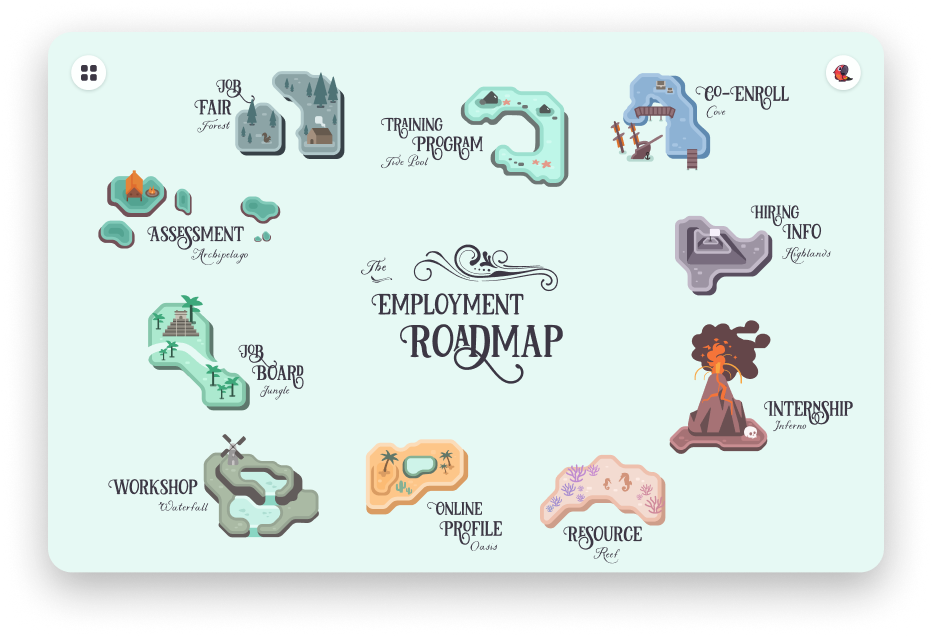 JOB
FAIR
Forest
TRAINING
PROGRAM
Tide Pool
CO-ENROLL
Cove
ASSESSMENT
Archipelago
HIRING
INFO
Highlands
The
EMPLOYMENT
ROADMAP
JOB
BOARD
Jungle
INTERNSHIP
Inferno
WORKSHOP
Waterfall
ONLINE
PROFILE
Oasis
RESOURCE
Reef